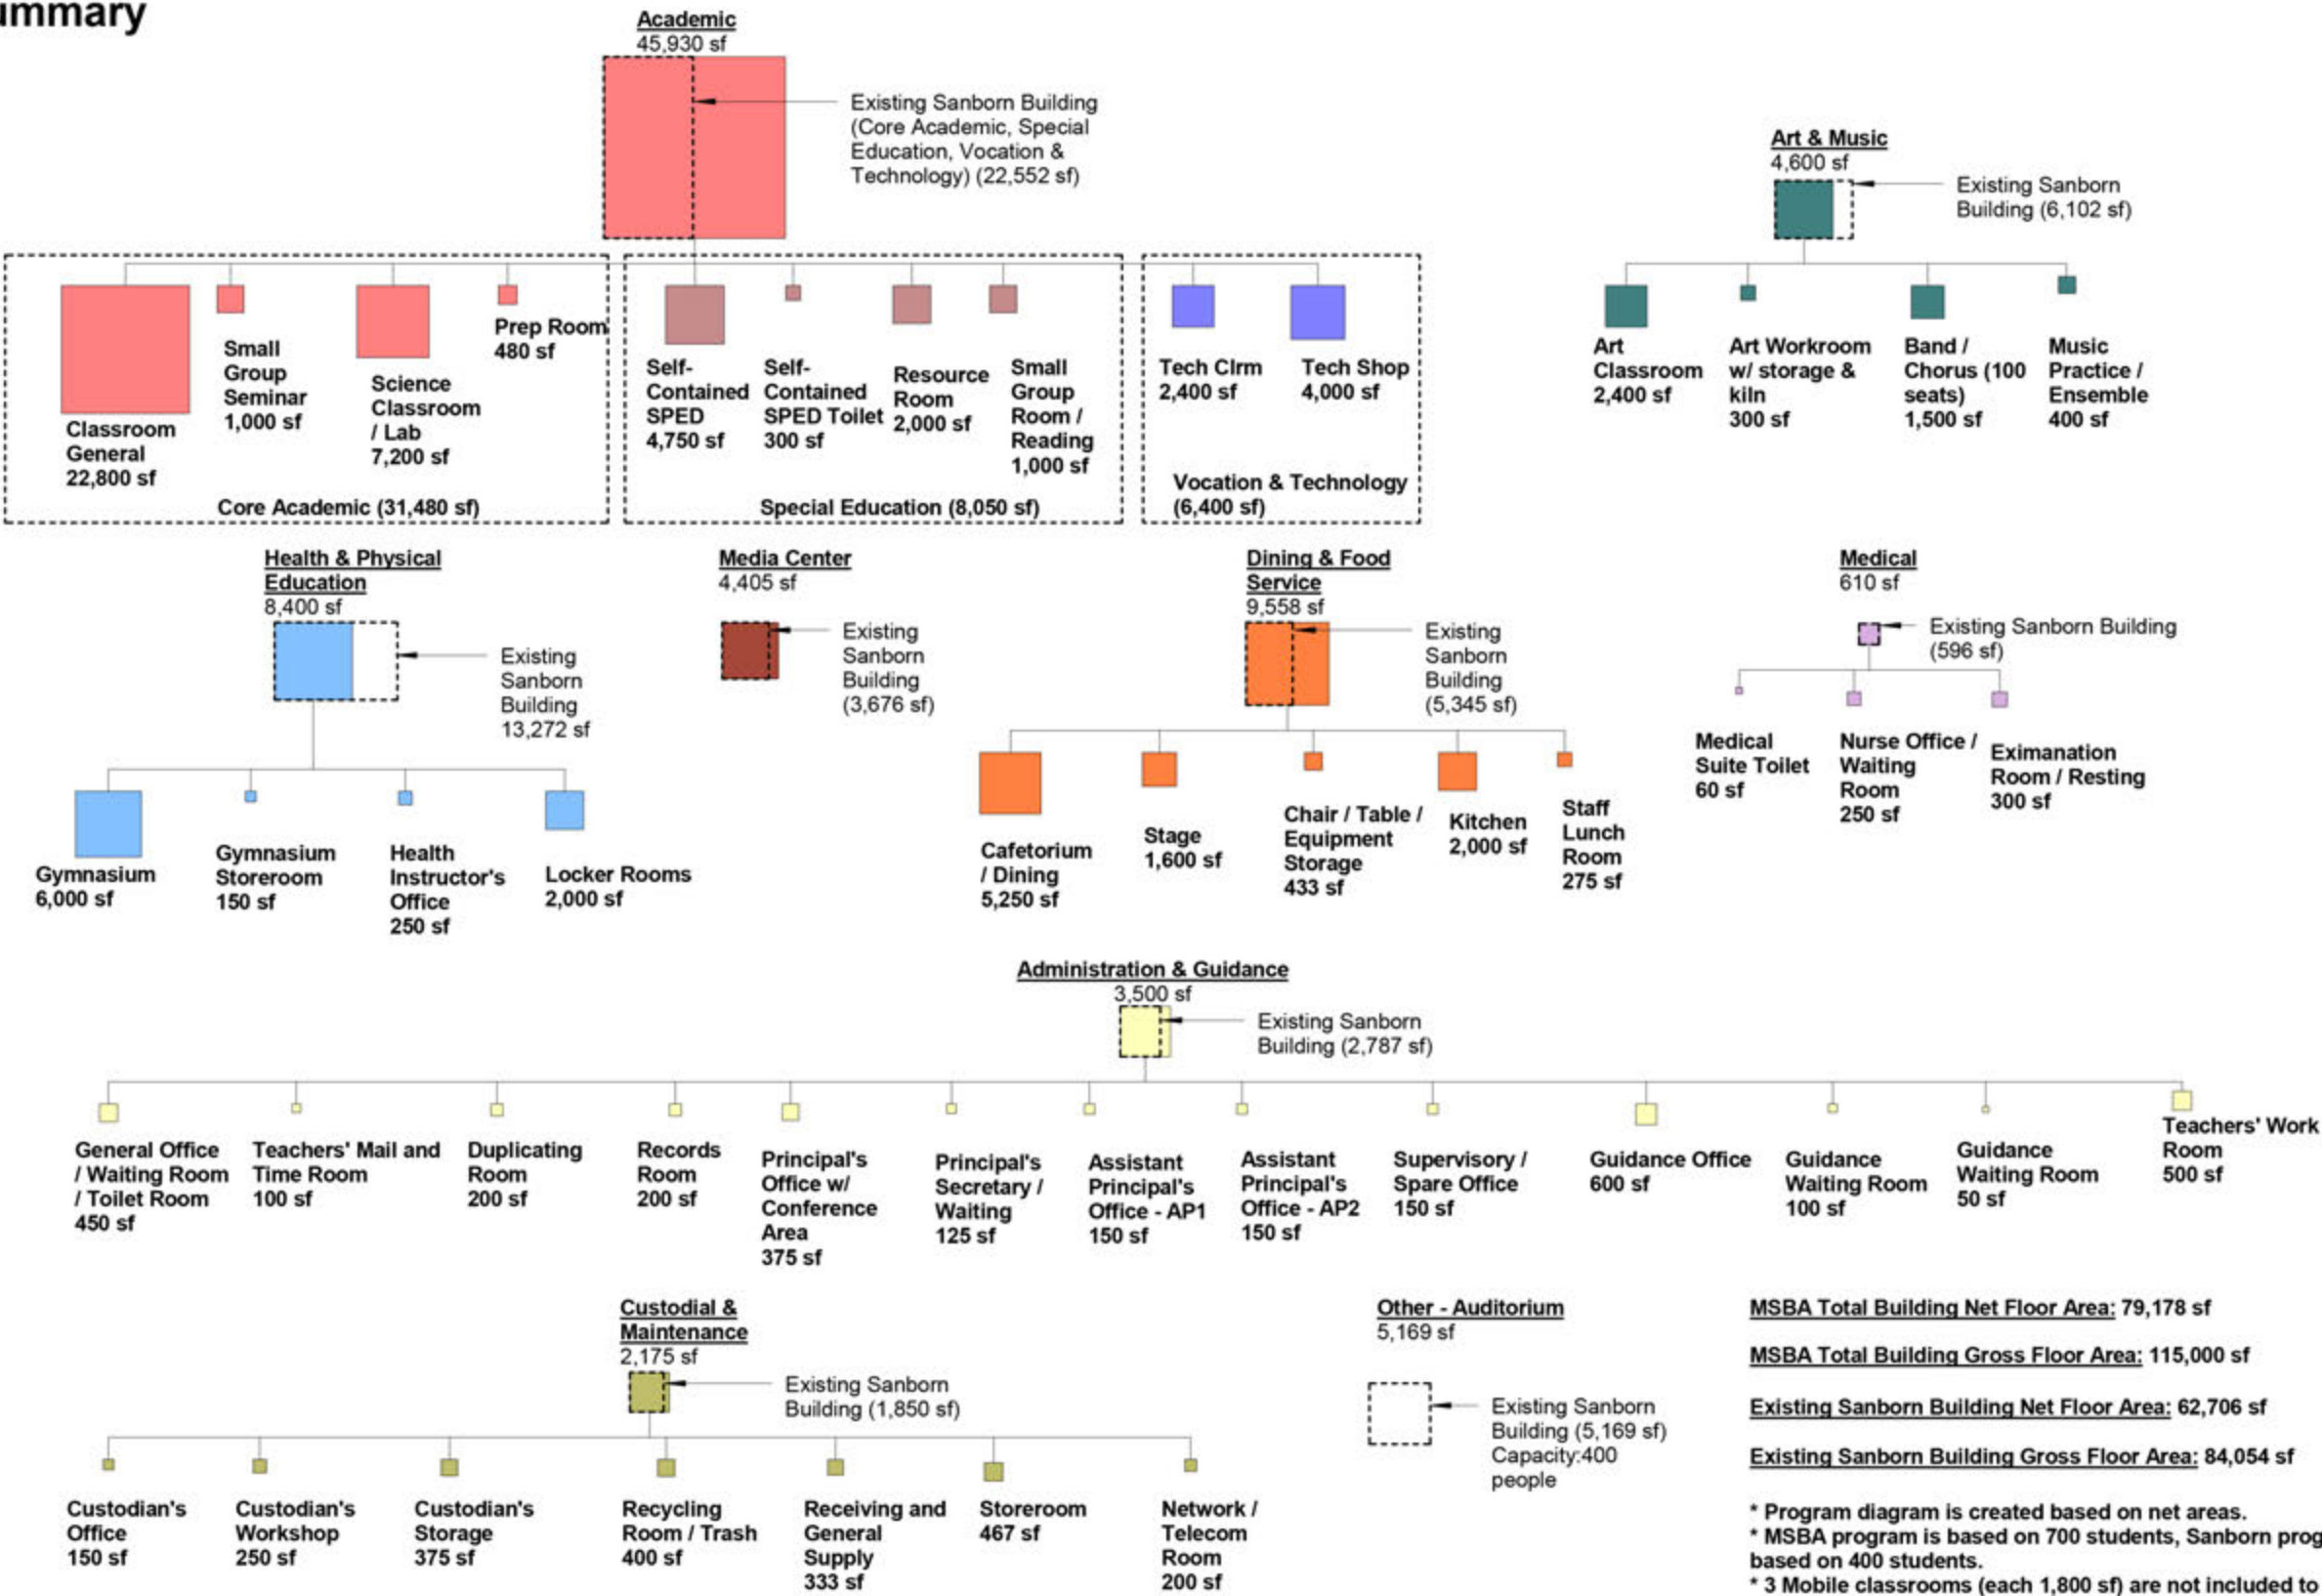 ummary
Academic
45,930 sf
Existing Sanborn Building
(Core Academic, Special
Education, Vocation &
Technology) (22,552 sf)
Art & Music
4,600 sf
Existing Sanborn
Building (6,102 sf)
Classroom
General
22,800 sf
Small
Group
Seminar
1,000 sf
Science
Classroom
/ Lab
7,200 sf
Prep Room
480 sf
Core Academic (31,480 sf)
Self-
Contained
SPED
4,750 sf
Self-
Contained
SPED Toilet
300 sf
Resource
Room
2,000 sf
Small
Group
Room /
Reading
1,000 sf
Special Education (8,050 sf)
Tech Clrm
2,400 sf
Tech Shop
4,000 sf
Vocation & Technology
(6,400 sf)
Art
Classroom
2,400 sf
Art Workroom
w/ storage &
kiln
300 sf
Band /
Chorus (100
seats)
1,500 sf
Music
Practice /
Ensemble
400 sf
Health & Physical
Education
8,400 sf
Existing
Sanborn
Building
13,272 sf
Gymnasium
6,000 sf
Gymnasium
Storeroom
150 sf
Health
Instructor's
Office
250 sf
Locker Rooms
2,000 sf
Media Center
4,405 sf
Existing
Sanborn
Building
(3,676 sf)
Dining & Food
Service
9,558 sf
Existing
Sanborn
Building
(5,345 sf)
Cafetorium
/ Dining
5,250 sf
Stage
1,600 sf
Chair / Table /
Equipment
Storage
433 sf
Kitchen
2,000 sf
Staff
Lunch
Room
275 sf
Medical
610 sf
Existing Sanborn Building
(596 sf)
Medical
Suite Toilet
60 sf
Nurse Office /
Waiting
Room
250 sf
Eximanation
Room / Resting
300 sf
Administration & Guidance
3,500 sf
Existing Sanborn
Building (2,787 sf)
General Office
/ Waiting Room
/ Toilet Room
450 sf
Teachers' Mail and
Time Room
100 sf
Duplicating
Room
200 sf
Records
Room
200 sf
Principal's
Office w/
Conference
Area
375 sf
Principal's
Secretary /
Waiting
125 sf
Assistant
Principal's
Office - AP1
150 sf
Assistant
Principal's
Office - AP2
150 sf
Supervisory /
Spare Office
150 sf
Guidance Office
600 sf
Guidance
Waiting Room
100 sf
Guidance
Waiting Room
50 sf
Teachers' Work
Room
500 sf
Custodial &
Maintenance
2,175 sf
Existing Sanborn
Building (1,850 sf)
Custodian's
Office
150 sf
Custodian's
Workshop
250 sf
Custodian's
Storage
375 sf
Recycling
Room / Trash
400 sf
Receiving and
General
Supply
333 sf
Storeroom
467 sf
Network /
Telecom
Room
200 sf
Other - Auditorium
5,169 sf
Existing Sanborn
Building (5,169 sf)
Capacity:400
people
MSBA Total Building Net Floor Area: 79,178 sf
MSBA Total Building Gross Floor Area: 115,000 sf
Existing Sanborn Building Net Floor Area: 62,706 sf
Existing Sanborn Building Gross Floor Area: 84,054 sf
* Program diagram is created based on net areas.
* MSBA program is based on 700 students, Sanborn prog
based on 400 students.
* 3 Mobile classrooms (each 1,800 sf) are not included to